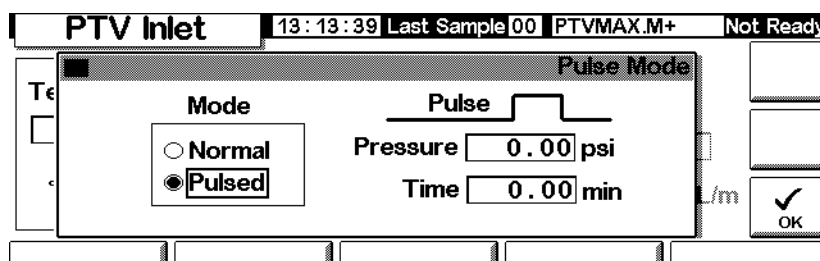 PTV Inlet 13:13:39 Last Sample 00 PTVMAX.M+ Not Ready
Pulse Mode
Te
Mode
Normal
Pulsed
Pulse
Pressure 0.00 psi
Time 0.00 min
L/m
OK